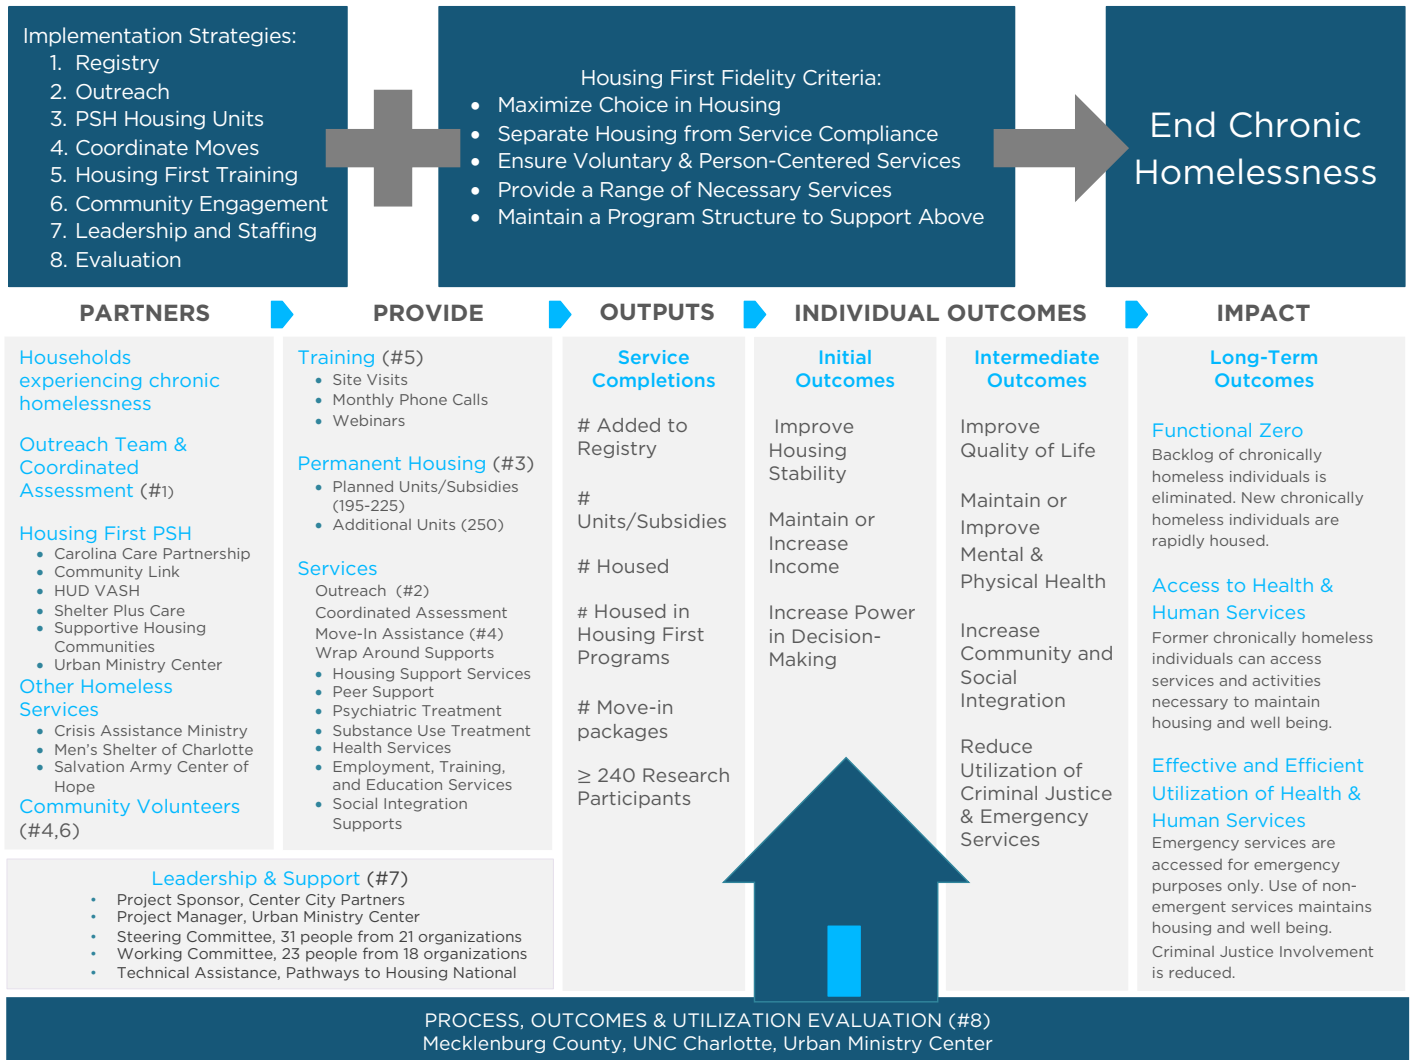 Implementation Strategies:
1. Registry
2. Outreach
3. PSH Housing Units
4. Coordinate Moves
5. Housing First Training
6. Community Engagement
7. Leadership and Staffing
8. Evaluation
Housing First Fidelity Criteria:
• Maximize Choice in Housing
• Separate Housing from Service Compliance
• Ensure Voluntary & Person-Centered Services
• Provide a Range of Necessary Services
• Maintain a Program Structure to Support Above
End Chronic
Homelessness
PARTNERS
PROVIDE
OUTPUTS
INDIVIDUAL OUTCOMES
IMPACT
Households
experiencing chronic
homelessness
Outreach Team &
Coordinated
Assessment (#1)
Housing First PSH
• Carolina Care Partnership
• Community Link
• HUD VASH
• Shelter Plus Care
• Supportive Housing
Communities
• Urban Ministry Center
Other Homeless
Services
• Crisis Assistance Ministry
• Men's Shelter of Charlotte
• Salvation Army Center of
Hope
Community Volunteers
(#4,6)
Training (#5)
• Site Visits
• Monthly Phone Calls
• Webinars
Permanent Housing (#3)
• Planned Units/Subsidies
(195-225)
• Additional Units (250)
Services
Outreach (#2)
Coordinated Assessment
Move-In Assistance (#4)
Wrap Around Supports
• Housing Support Services
• Peer Support
• Psychiatric Treatment
• Substance Use Treatment
• Health Services
• Employment, Training,
and Education Services
• Social Integration
Supports
Leadership & Support (#7)
• Project Sponsor, Center City Partners
• Project Manager, Urban Ministry Center
• Steering Committee, 31 people from 21 organizations
• Working Committee, 23 people from 18 organizations
• Technical Assistance, Pathways to Housing National
Service
Completions
# Added to
Registry
#
Units/Subsidies
# Housed
# Housed in
Housing First
Programs
# Move-in
packages
≥ 240 Research
Participants
Initial
Outcomes
Improve
Housing
Stability
Maintain or
Increase
Income
Increase Power
in Decision-
Making
Intermediate
Outcomes
Improve
Quality of Life
Maintain or
Improve
Mental &
Physical Health
Increase
Community and
Social
Integration
Reduce
Utilization of
Criminal Justice
& Emergency
Services
Long-Term
Outcomes
Functional Zero
Backlog of chronically
homeless individuals is
eliminated. New chronically
homeless individuals are
rapidly housed.
Access to Health &
Human Services
Former chronically homeless
individuals can access
services and activities
necessary to maintain
housing and well being.
Effective and Efficient
Utilization of Health &
Human Services
Emergency services are
accessed for emergency
purposes only. Use of non-
emergent services maintains
housing and well being.
Criminal Justice Involvement
is reduced.
PROCESS, OUTCOMES & UTILIZATION EVALUATION (#8)
Mecklenburg County, UNC Charlotte, Urban Ministry Center